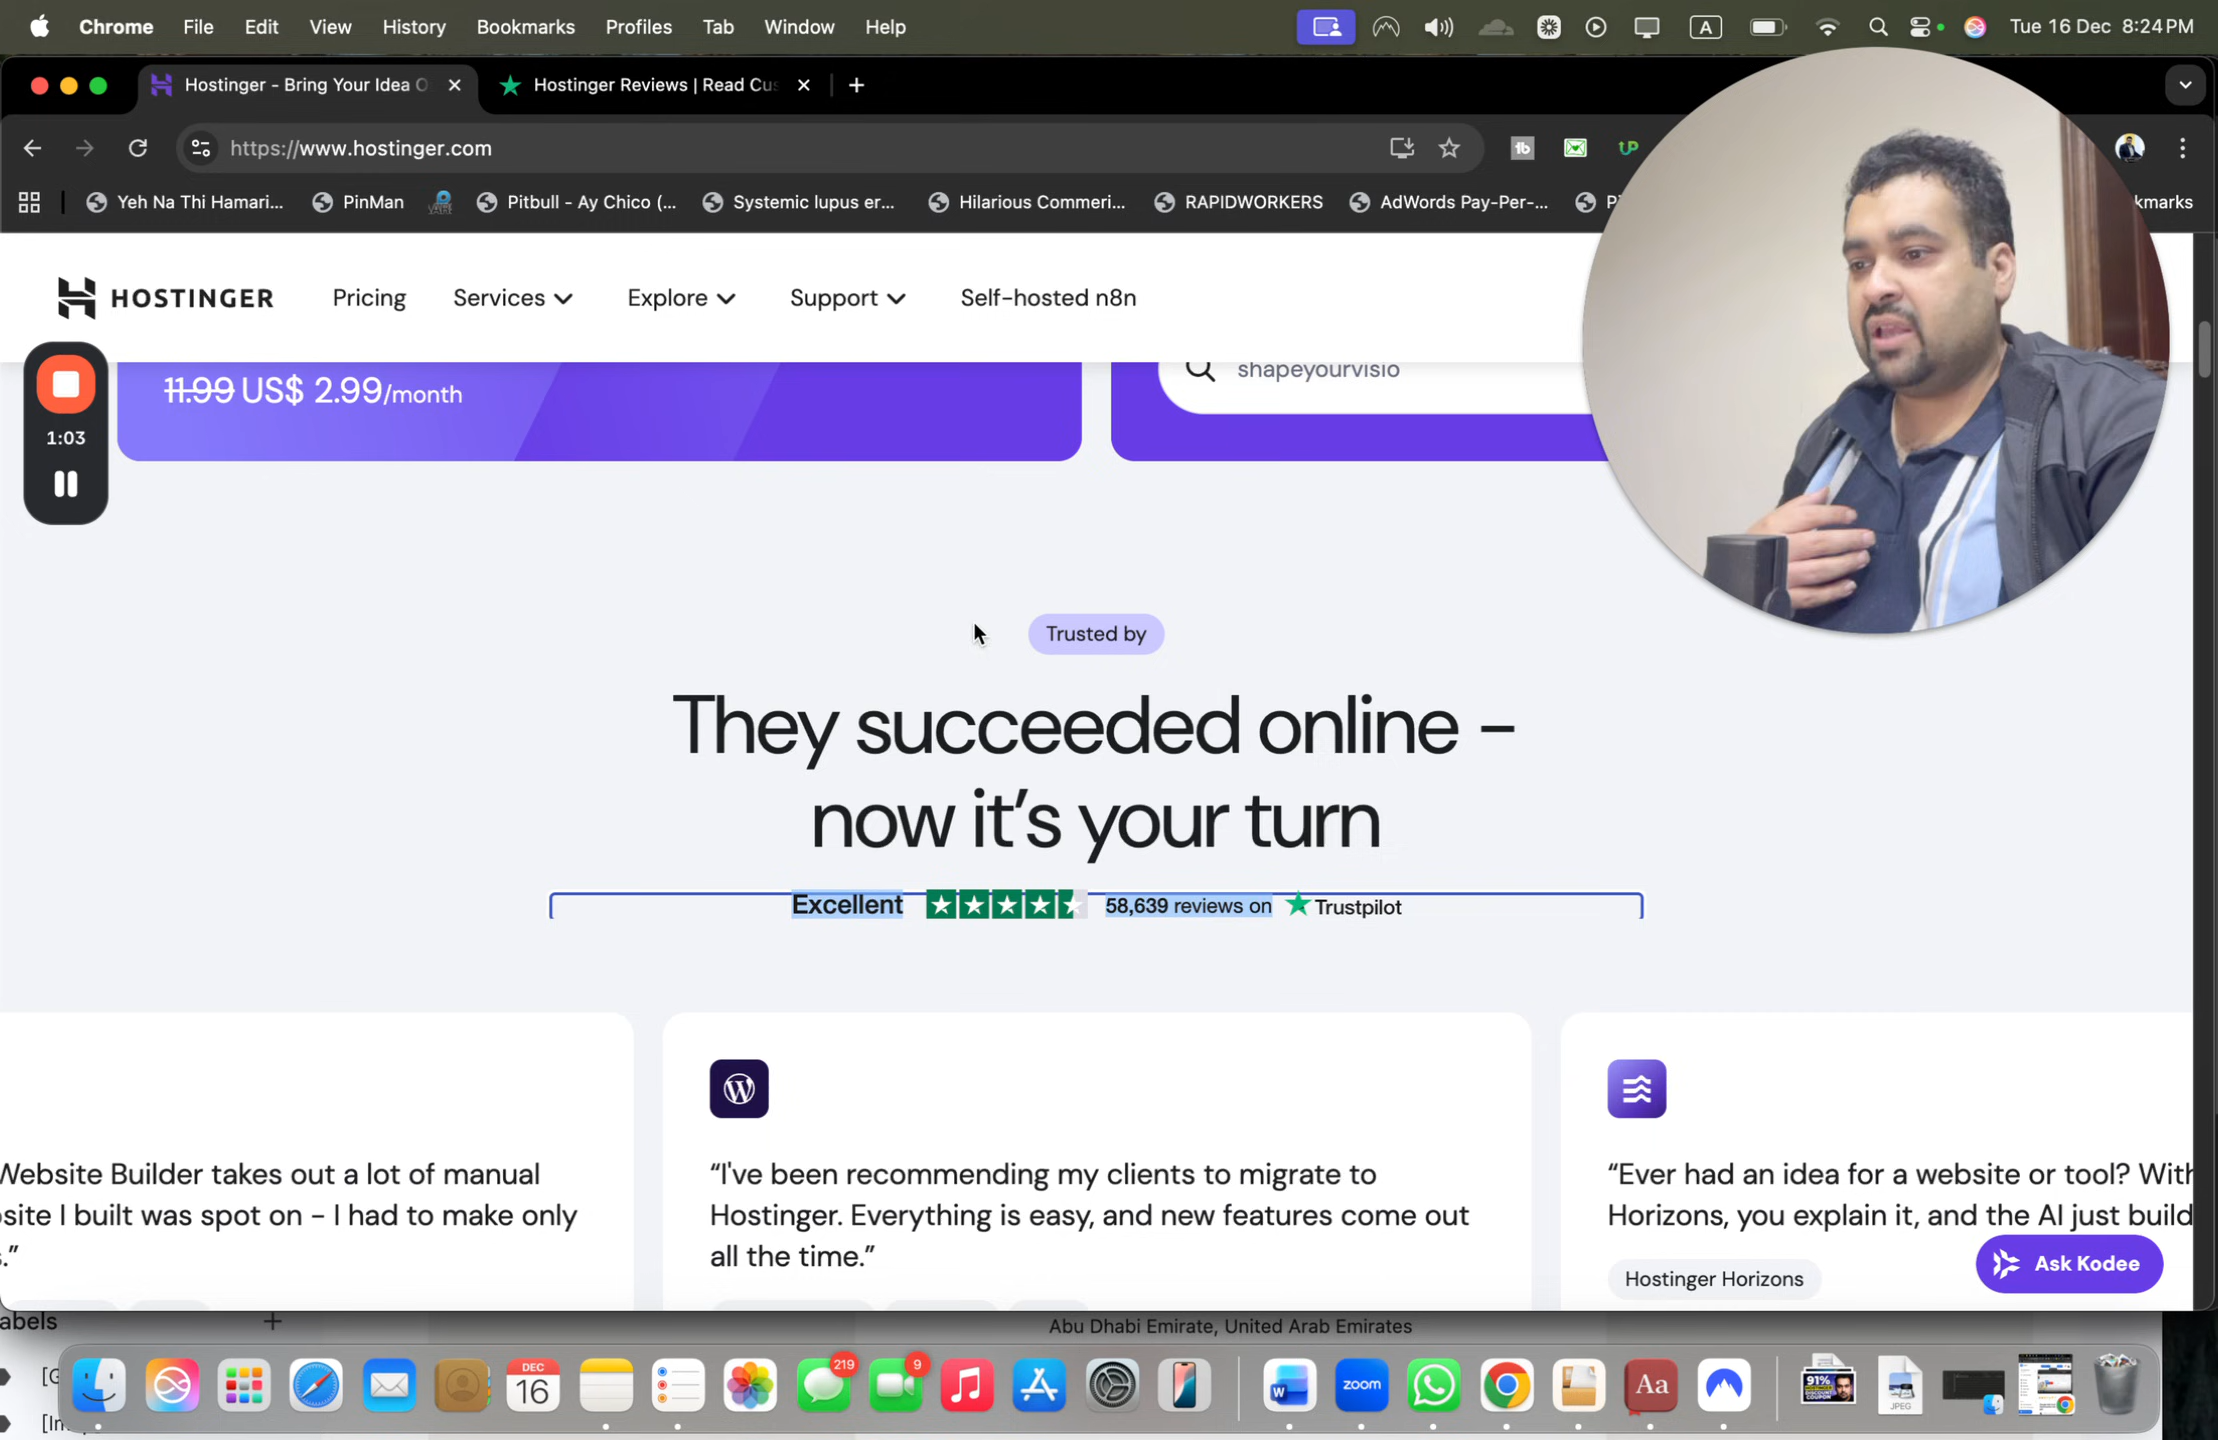 Chrome File Edit View History Bookmarks Profiles Tab Window Help A Tue 16 Dec 8:24 PM
Hostinger - Bring Your Idea O Hostinger Reviews | Read Cus
https://www.hostinger.com
Yeh Na Thi Hamari... PinMan Pitbull - Ay Chico (... Systemic lupus er... Hilarious Commeri... RAPIDWORKERS AdWords Pay-Per-... kmarks
HOSTINGER Pricing Services Explore Support Self-hosted n8n
11.99 US$ 2.99/month
shapeyourvisio
1:03
Trusted by
They succeeded online –
now it’s your turn
Excellent 58,639 reviews on Trustpilot
Website Builder takes out a lot of manual
site I built was spot on – I had to make only
.”
“I've been recommending my clients to migrate to
Hostinger. Everything is easy, and new features come out
all the time.”
“Ever had an idea for a website or tool? With
Horizons, you explain it, and the AI just build
Hostinger Horizons
Ask Kodee
abels
Abu Dhabi Emirate, United Arab Emirates
219
9
DEC
16
W
zoom
Aa
91%
JPEG